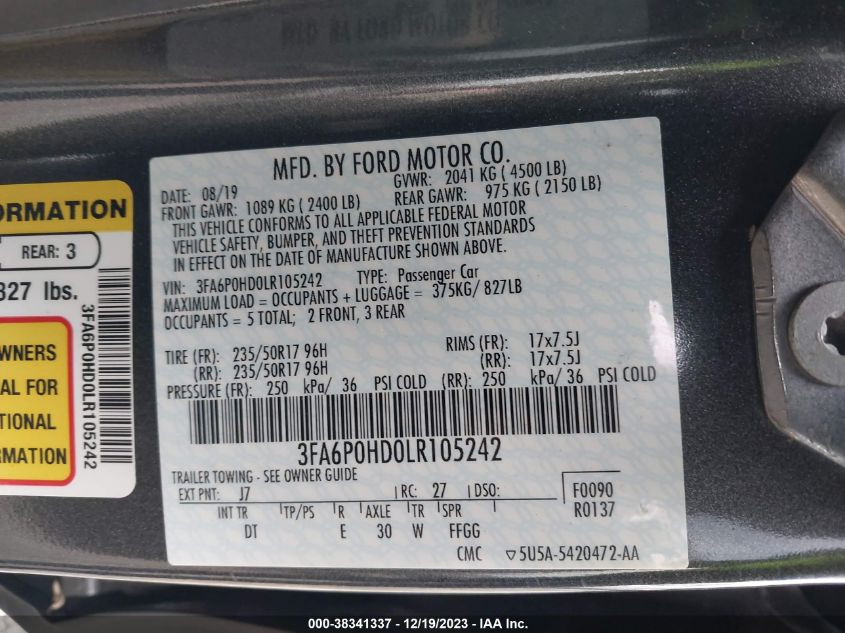 MFD. BY FORD MOTOR CO.
DATE: 08/19 GVWR: 2041 KG ( 4500 LB)
FRONT GAWR: 1089 KG ( 2400 LB) REAR GAWR: 975 KG ( 2150 LB)
THIS VEHICLE CONFORMS TO ALL APPLICABLE FEDERAL MOTOR
VEHICLE SAFETY, BUMPER, AND THEFT PREVENTION STANDARDS
IN EFFECT ON THE DATE OF MANUFACTURE SHOWN ABOVE.
VIN: 3FA6P0HD0LR105242 TYPE: Passenger Car
MAXIMUM LOAD = OCCUPANTS + LUGGAGE = 375KG/ 827LB
OCCUPANTS = 5 TOTAL; 2 FRONT, 3 REAR
TIRE (FR): 235/50R17 96H RIMS (FR): 17x7.5J
(RR): 235/50R17 96H (RR): 17x7.5J
PRESSURE (FR): 250 kPa/ 36 PSI COLD (RR): 250 kPa/ 36 PSI COLD
3FA6P0HD0LR105242
TRAILER TOWING - SEE OWNER GUIDE
EXT PNT: J7 RC: 27 DSO: F0090
INT TR TP/PS R AXLE TR SPR R0137
DT E 30 W FFGG
CMC ▽5U5A-5420472-AA
ORMATION
REAR: 3
827 lbs.
3FA6P0HD0LR105242
OWNERS
AL FOR
TIONAL
RMATION
000-38341337 - 12/19/2023 - IAA Inc.